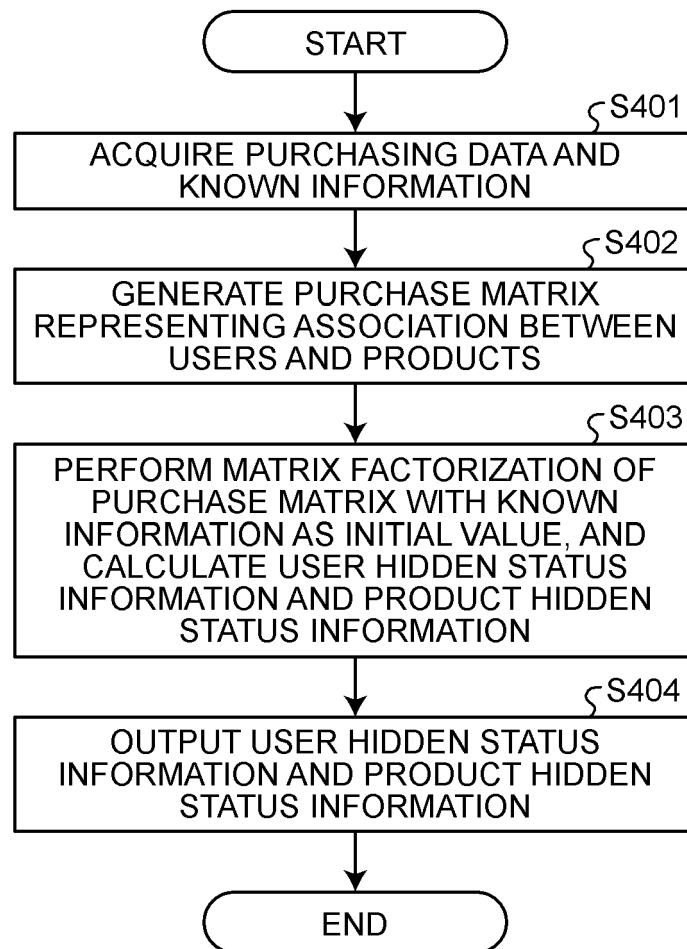 START
S401
ACQUIRE PURCHASING DATA AND
KNOWN INFORMATION
S402
GENERATE PURCHASE MATRIX
REPRESENTING ASSOCIATION BETWEEN
USERS AND PRODUCTS
S403
PERFORM MATRIX FACTORIZATION OF
PURCHASE MATRIX WITH KNOWN
INFORMATION AS INITIAL VALUE, AND
CALCULATE USER HIDDEN STATUS
INFORMATION AND PRODUCT HIDDEN
STATUS INFORMATION
S404
OUTPUT USER HIDDEN STATUS
INFORMATION AND PRODUCT HIDDEN
STATUS INFORMATION
END